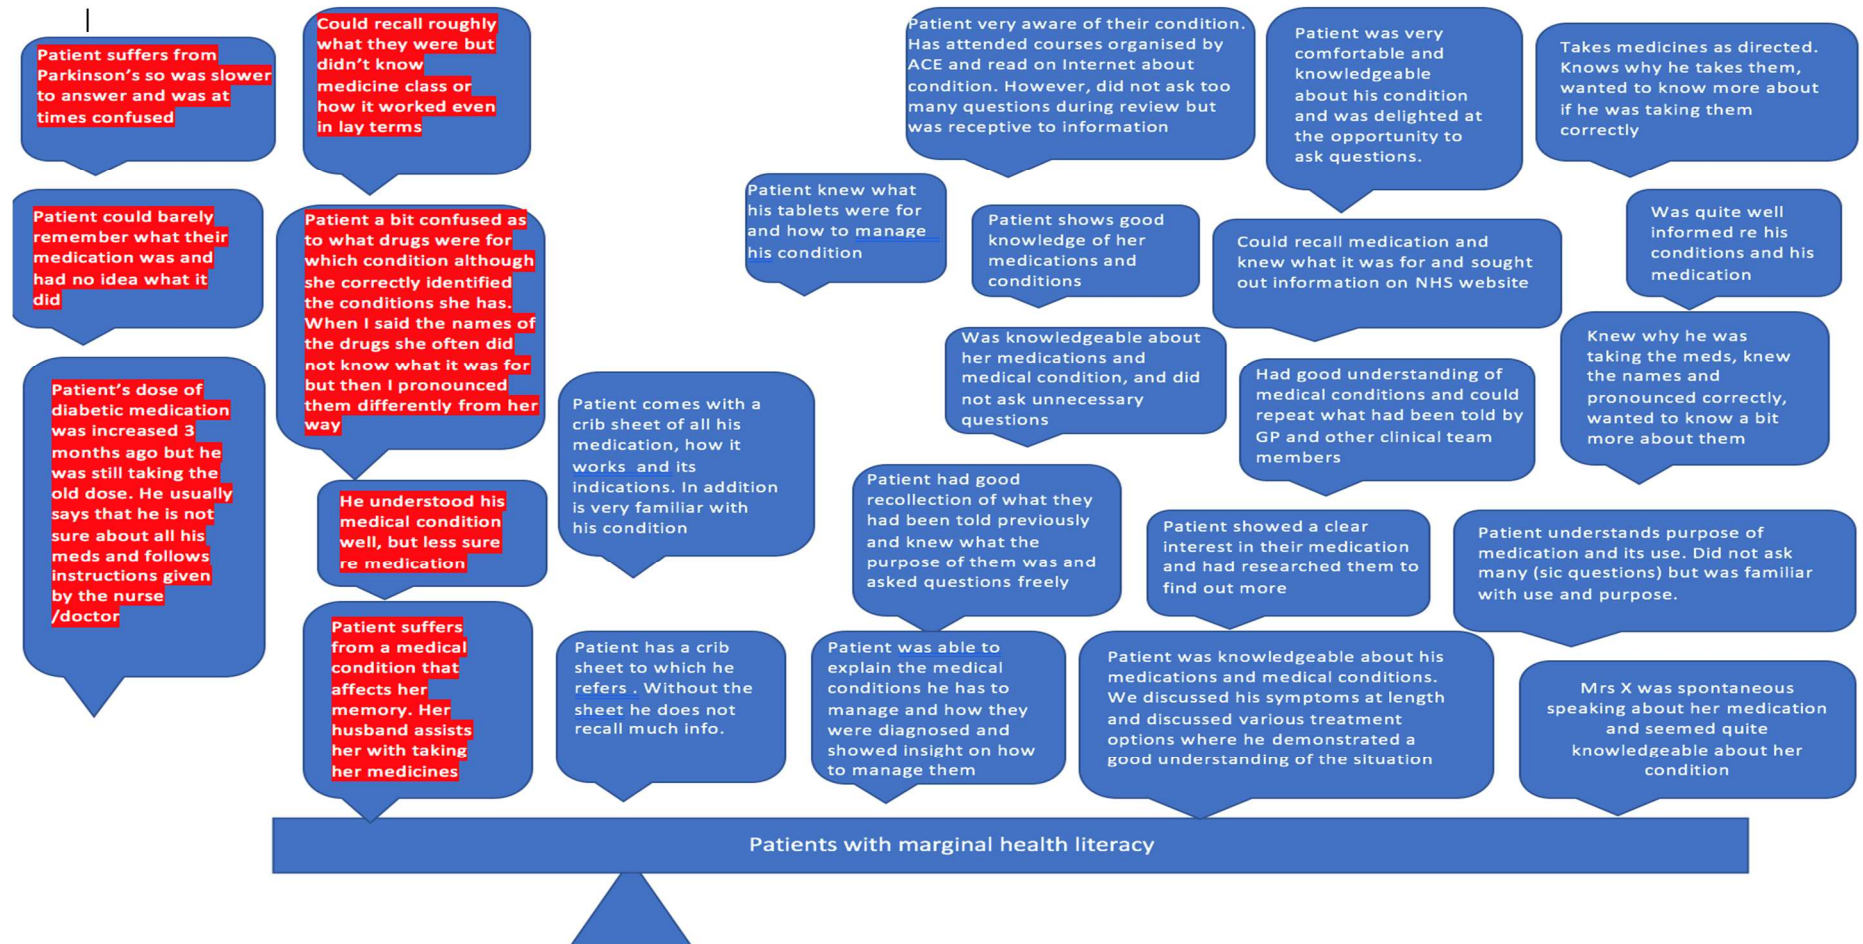 Patient suffers from
Parkinson's so was slower
to answer and was at
times confused
Could recall roughly
what they were but
didn't know
medicine class or
how it worked even
in lay terms
Patient very aware of their condition.
Has attended courses organised by
ACE and read on Internet about
condition. However, did not ask too
many questions during review but
was receptive to information
Patient was very
comfortable and
knowledgeable
about his condition
and was delighted at
the opportunity to
ask questions.
Takes medicines as directed.
Knows why he takes them,
wanted to know more about
if he was taking them
correctly
Patient could barely
remember what their
medication was and
had no idea what it
did
Patient a bit confused as
to what drugs were for
which condition although
she correctly identified
the conditions she has.
When I said the names of
the drugs she often did
not know what it was for
but then I pronounced
them differently from her
way
Patient knew what
his tablets were for
and how to manage
his condition
Patient shows good
knowledge of her
medications and
conditions
Could recall medication and
knew what it was for and sought
out information on NHS website
Was quite well
informed re his
conditions and his
medication
Patient's dose of
diabetic medication
was increased 3
months ago but he
was still taking the
old dose. He usually
says that he is not
sure about all his
meds and follows
instructions given
by the nurse
/doctor
Patient comes with a
crib sheet of all his
medication, how it
works and its
indications. In addition
is very familiar with
his condition
Was knowledgeable about
her medications and
medical condition, and did
not ask unnecessary
questions
Had good understanding of
medical conditions and could
repeat what had been told by
GP and other clinical team
members
Knew why he was
taking the meds, knew
the names and
pronounced correctly,
wanted to know a bit
more about them
He understood his
medical condition
well, but less sure
re medication
Patient had good
recollection of what they
had been told previously
and knew what the
purpose of them was and
asked questions freely
Patient showed a clear
interest in their medication
and had researched them to
find out more
Patient understands purpose of
medication and its use. Did not ask
many (sic questions) but was familiar
with use and purpose.
Patient suffers
from a medical
condition that
affects her
memory. Her
husband assists
her with taking
her medicines
Patient has a crib
sheet to which he
refers . Without the
sheet he does not
recall much info.
Patient was able to
explain the medical
conditions he has to
manage and how they
were diagnosed and
showed insight on how
to manage them
Patient was knowledgeable about his
medications and medical conditions.
We discussed his symptoms at length
and discussed various treatment
options where he demonstrated a
good understanding of the situation
Mrs X was spontaneous
speaking about her medication
and seemed quite
knowledgeable about her
condition
Patients with marginal health literacy